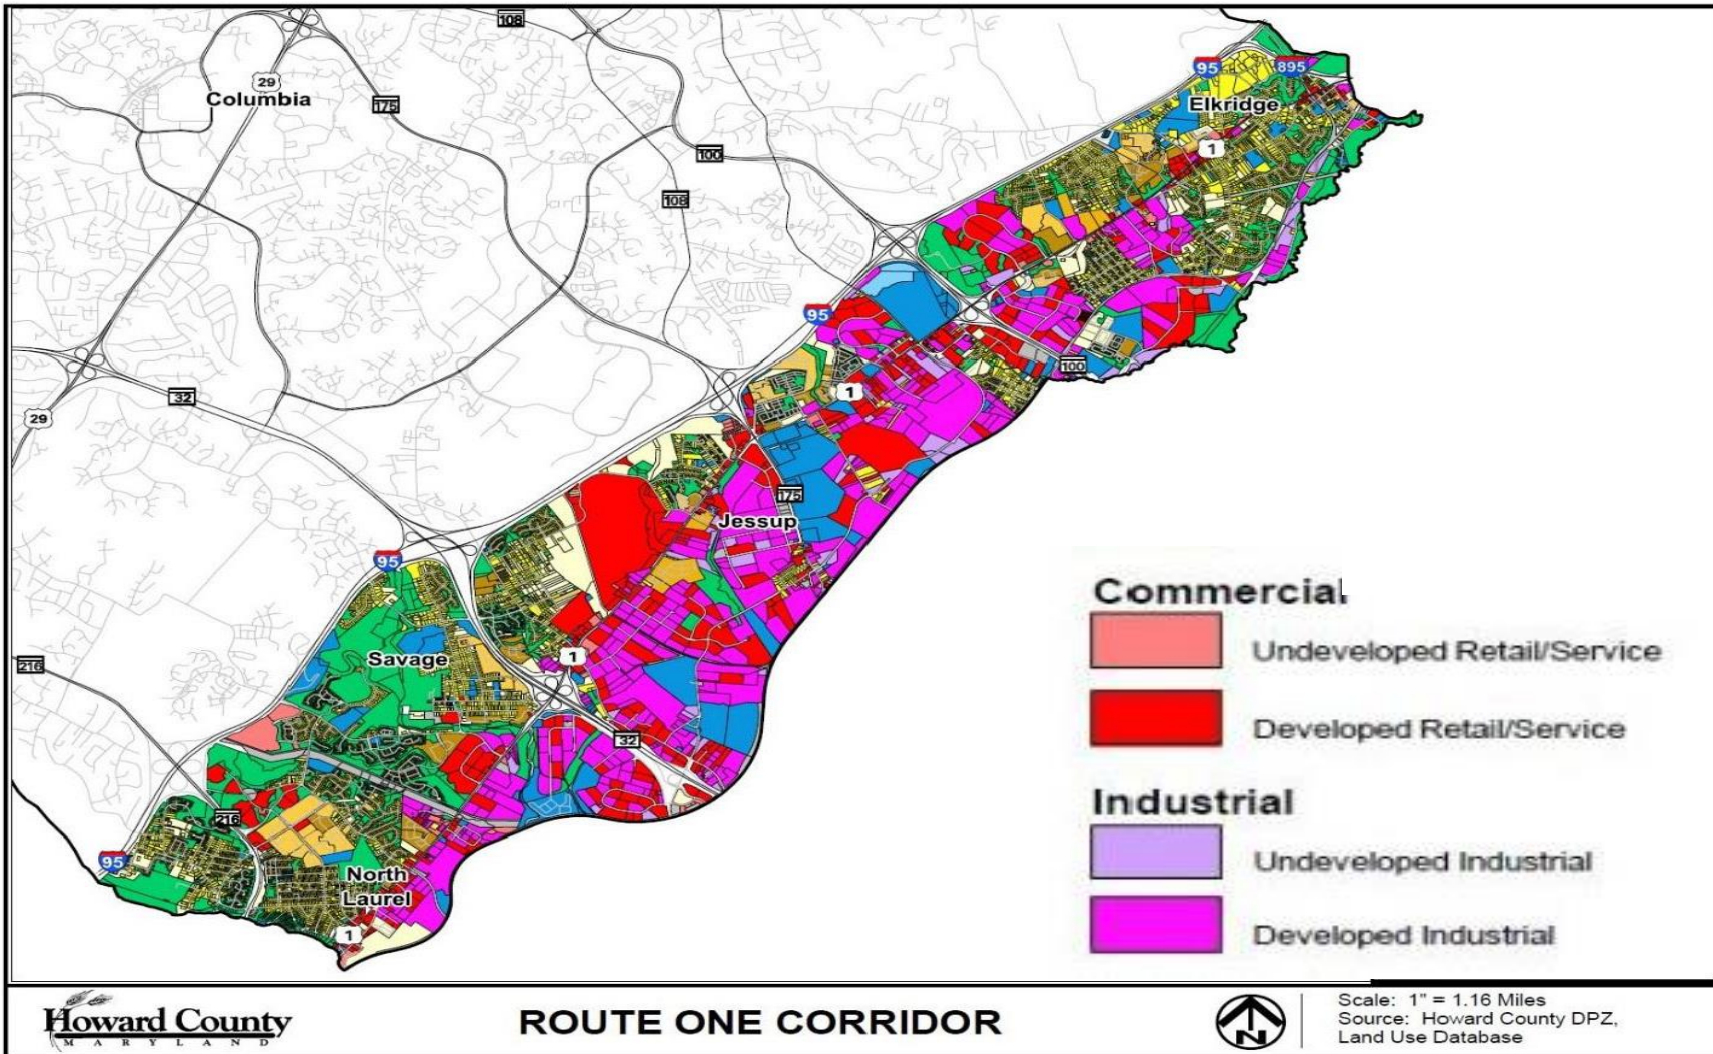 108
29
Columbia
175
95
895
Elkridge
1
100
108
95
100
1
32
29
175
Jessup
95
1
216
Savage
32
216
95
North
Laurel
1
Commercial
Undeveloped Retail/Service
Developed Retail/Service
Industrial
Undeveloped Industrial
Developed Industrial
Howard County
MARYLAND
ROUTE ONE CORRIDOR
N
Scale: 1" = 1.16 Miles
Source: Howard County DPZ,
Land Use Database